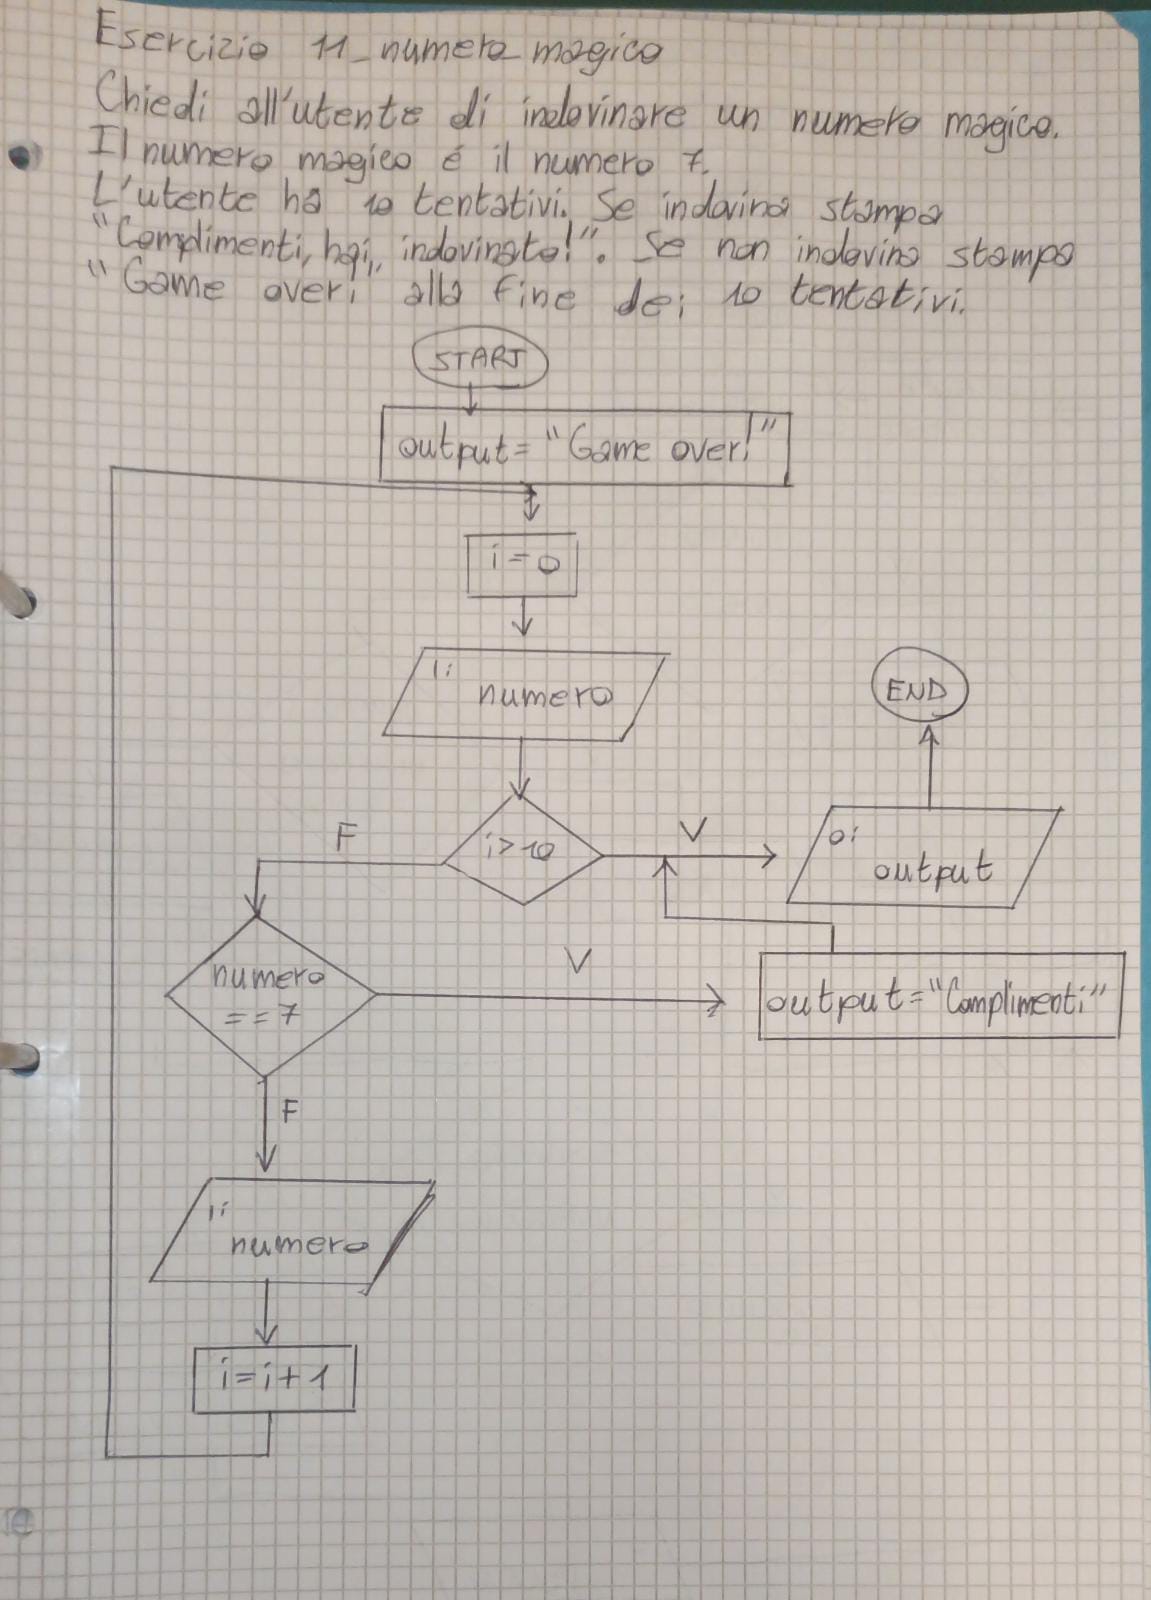 Esercizio 11_numero magico
Chiedi all'utente di indovinare un numero magico.
Il numero magico é il numero 7.
L'utente ha 10 tentativi. Se indovina stampa
"Complimenti, hai indovinato!". Se non indovina stampa
"Game over!" alla fine dei 10 tentativi.
START
output = "Game over!"
i = 0
I:
numero
END
i > 10
F
V
O:
output
numero
== 7
V
output = "Complimenti"
F
I:
numero
i = i + 1